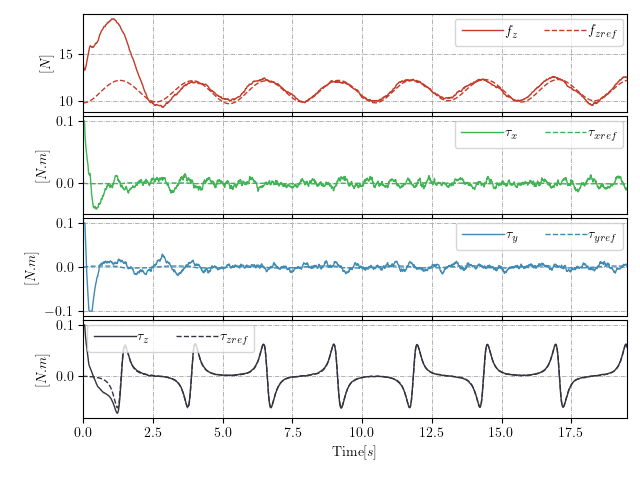 f_z f_zref
[N]
15
10
τ_x τ_xref
[N.m]
0.1
0.0
τ_y τ_yref
[N.m]
0.1
0.0
−0.1
τ_z τ_zref
[N.m]
0.1
0.0
0.0 2.5 5.0 7.5 10.0 12.5 15.0 17.5
Time[s]